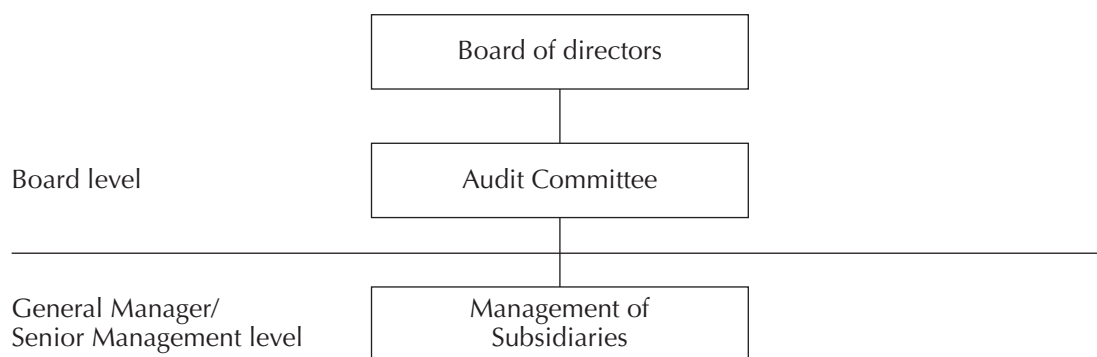 Board of directors
Board level
Audit Committee
General Manager/
Senior Management level
Management of
Subsidiaries